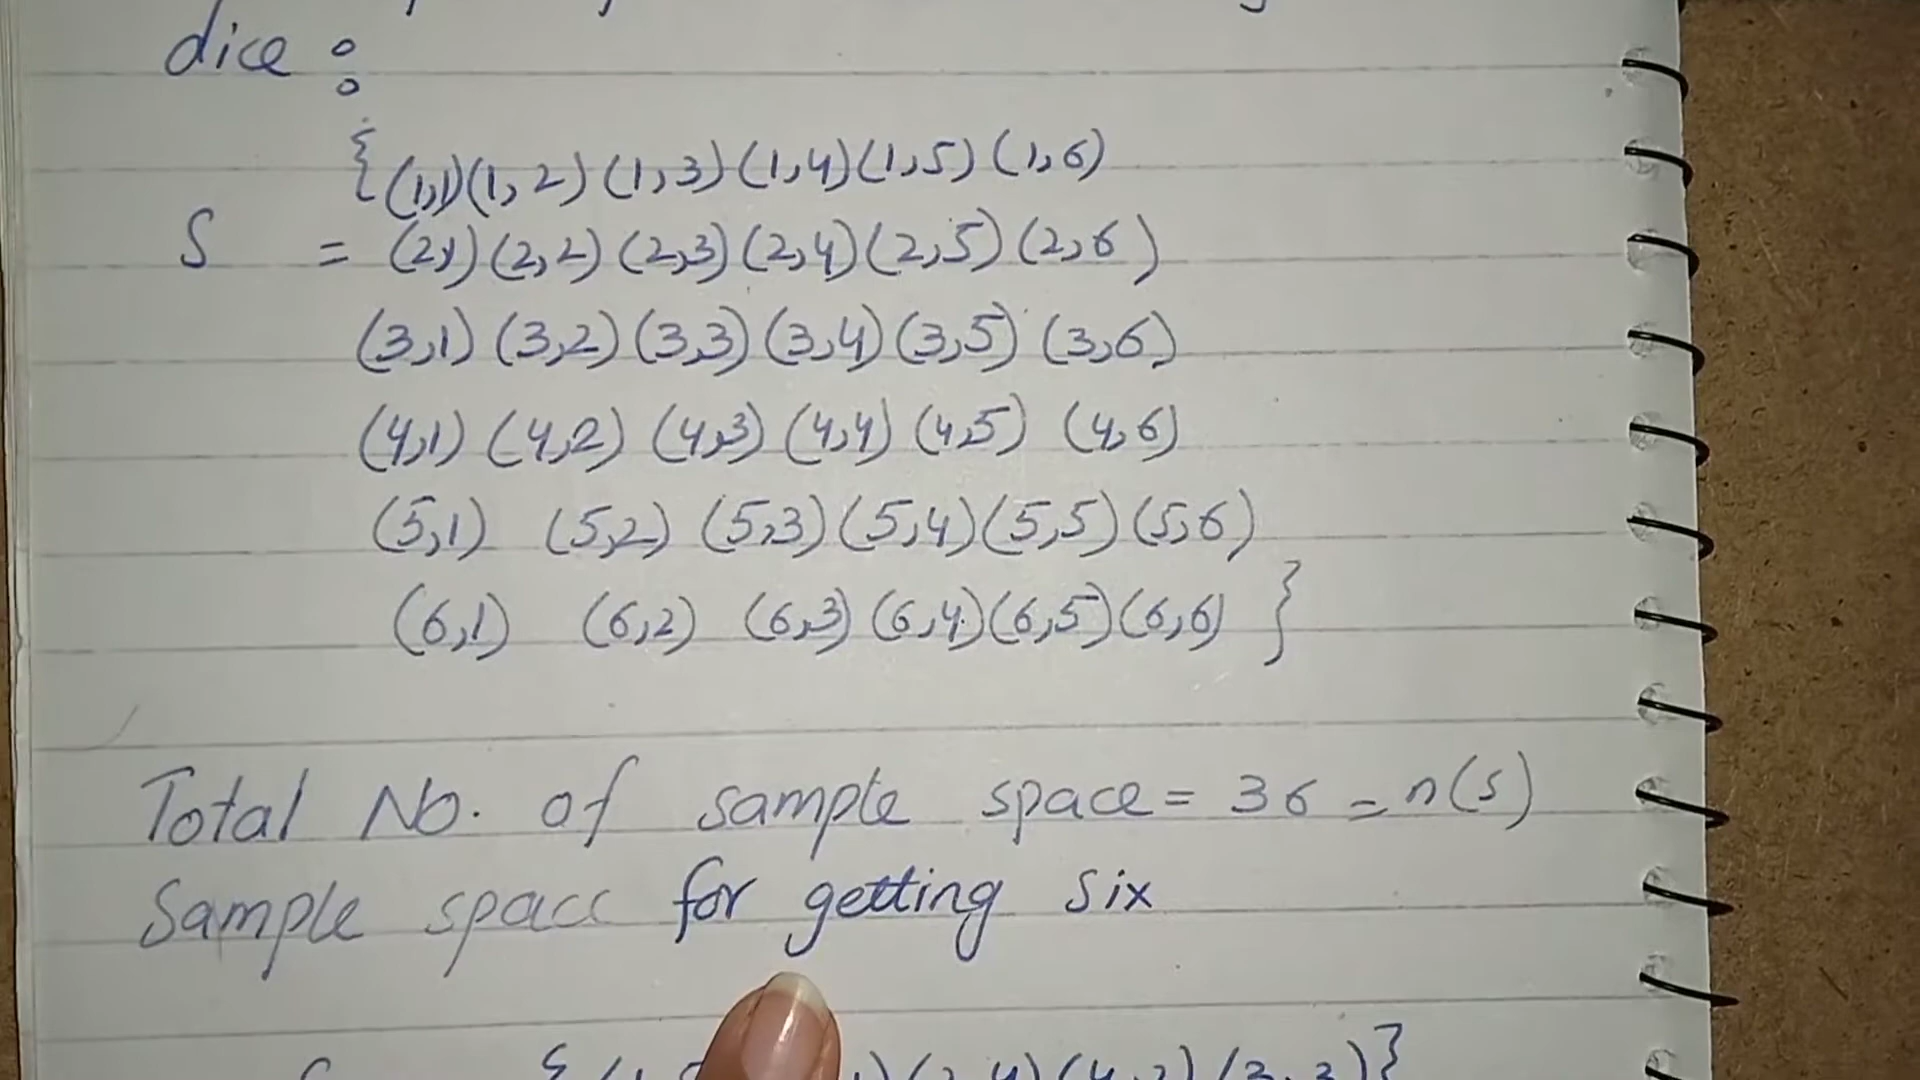 dice :
{(1,1)(1,2)(1,3)(1,4)(1,5)(1,6)
S = (2,1)(2,2)(2,3)(2,4)(2,5)(2,6)
(3,1)(3,2)(3,3)(3,4)(3,5)(3,6)
(4,1)(4,2)(4,3)(4,4)(4,5)(4,6)
(5,1)(5,2)(5,3)(5,4)(5,5)(5,6)
(6,1)(6,2)(6,3)(6,4)(6,5)(6,6)}
Total No. of sample space = 36 = n(s)
Sample space for getting six